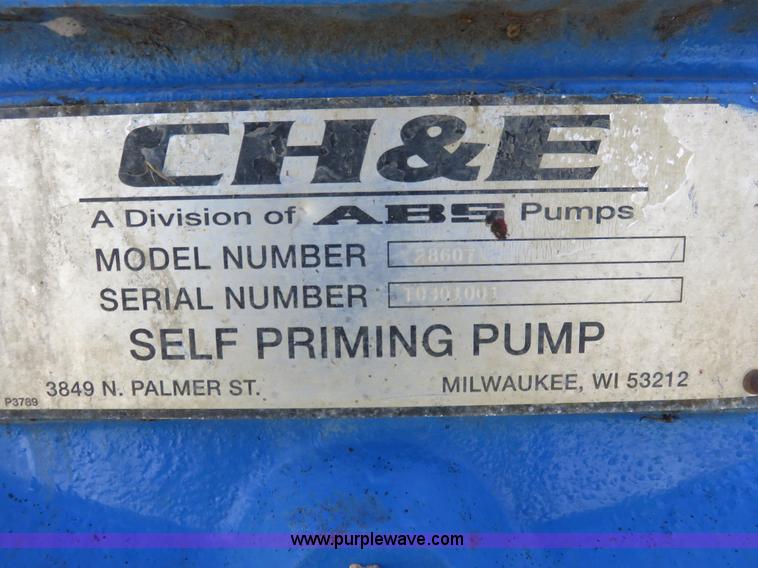 CH&E
A Division of ABS Pumps
MODEL NUMBER
SERIAL NUMBER
SELF PRIMING PUMP
3849 N. PALMER ST. MILWAUKEE, WI 53212
P3789
www.purplewave.com